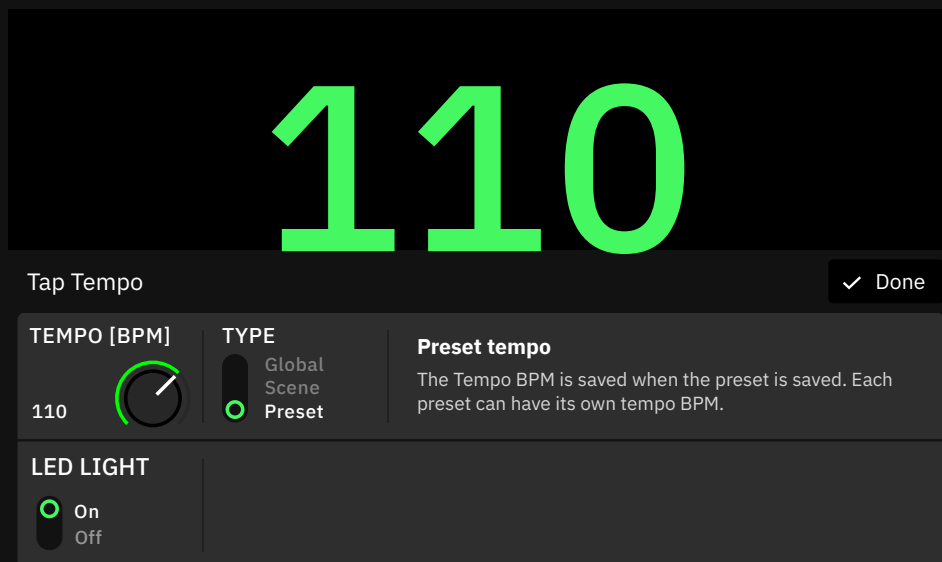 110
Tap Tempo
Done
TEMPO [BPM]
110
TYPE
Global
Scene
Preset
Preset tempo
The Tempo BPM is saved when the preset is saved. Each
preset can have its own tempo BPM.
LED LIGHT
On
Off